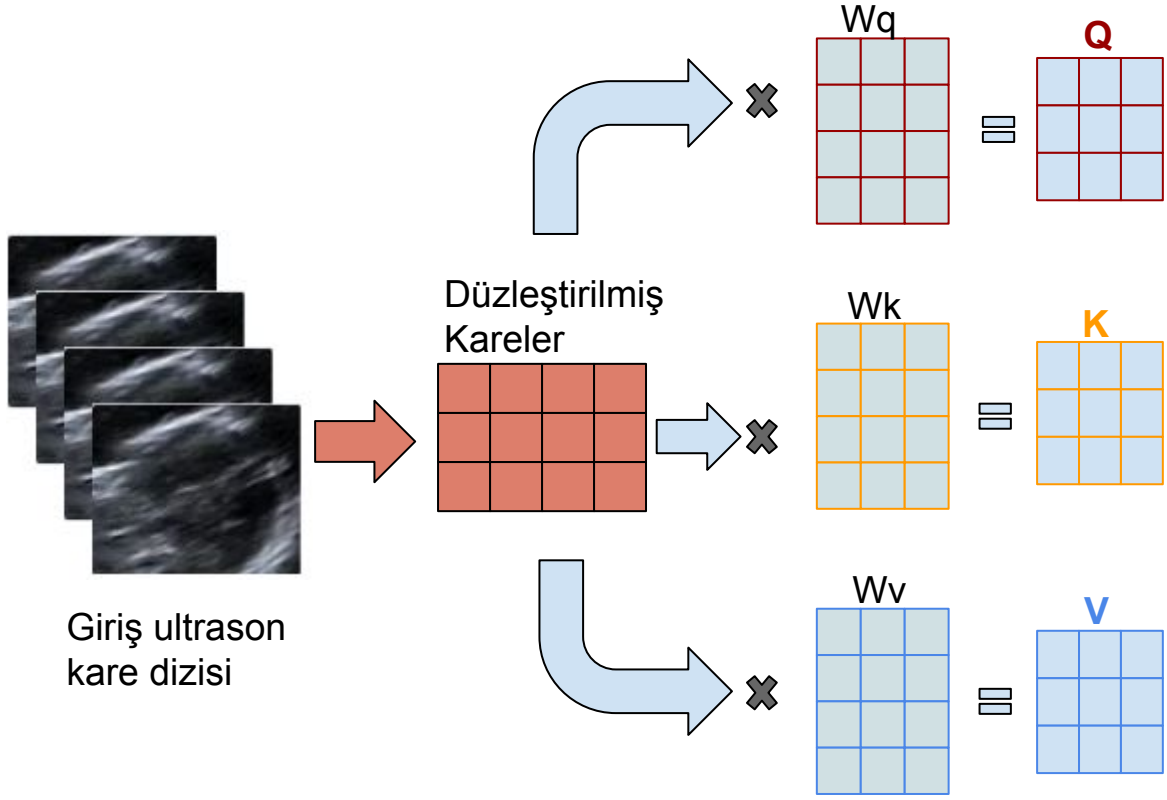 Wq
Q
Düzleştirilmiş
Kareler
Wk
K
Giriş ultrason
kare dizisi
Wv
V